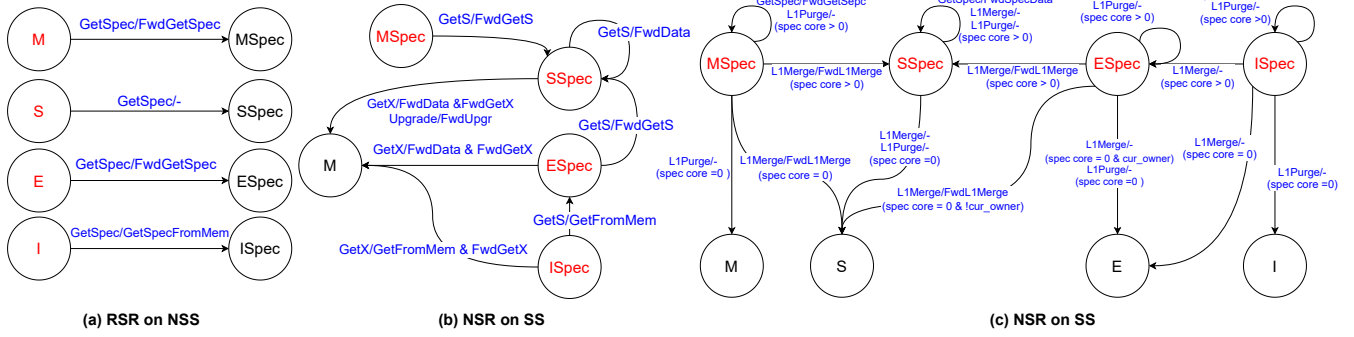 M
GetSpec/FwdGetSpec
MSpec
S
GetSpec/-
SSpec
E
GetSpec/FwdGetSpec
ESpec
I
GetSpec/GetSpecFromMem
ISpec
(a) RSR on NSS
MSpec
GetS/FwdGetS
GetS/FwdData
SSpec
GetX/FwdData &FwdGetX
Upgrade/FwdUpgr
GetS/FwdGetS
M
GetX/FwdData & FwdGetX
ESpec
GetS/GetFromMem
GetX/GetFromMem & FwdGetX
ISpec
(b) NSR on SS
GetSpec/FwdGetSepc
L1Purge/-
(spec core > 0)
MSpec
L1Merge/FwdL1Merge
(spec core > 0)
GetSpec/FwdSpecData
L1Merge/-
L1Purge/-
(spec core > 0)
SSpec
L1Merge/FwdL1Merge
(spec core > 0)
L1Purge/-
(spec core > 0)
ESpec
L1Merge/-
(spec core > 0)
L1Purge/-
(spec core >0)
ISpec
L1Purge/-
(spec core =0 )
L1Merge/FwdL1Merge
(spec core = 0)
L1Merge/-
L1Purge/-
(spec core =0)
L1Merge/FwdL1Merge
(spec core = 0 & !cur_owner)
L1Merge/-
(spec core = 0 & cur_owner)
L1Purge/-
(spec core =0 )
L1Merge/-
(spec core = 0)
L1Purge/-
(spec core =0)
M
S
E
I
(c) NSR on SS